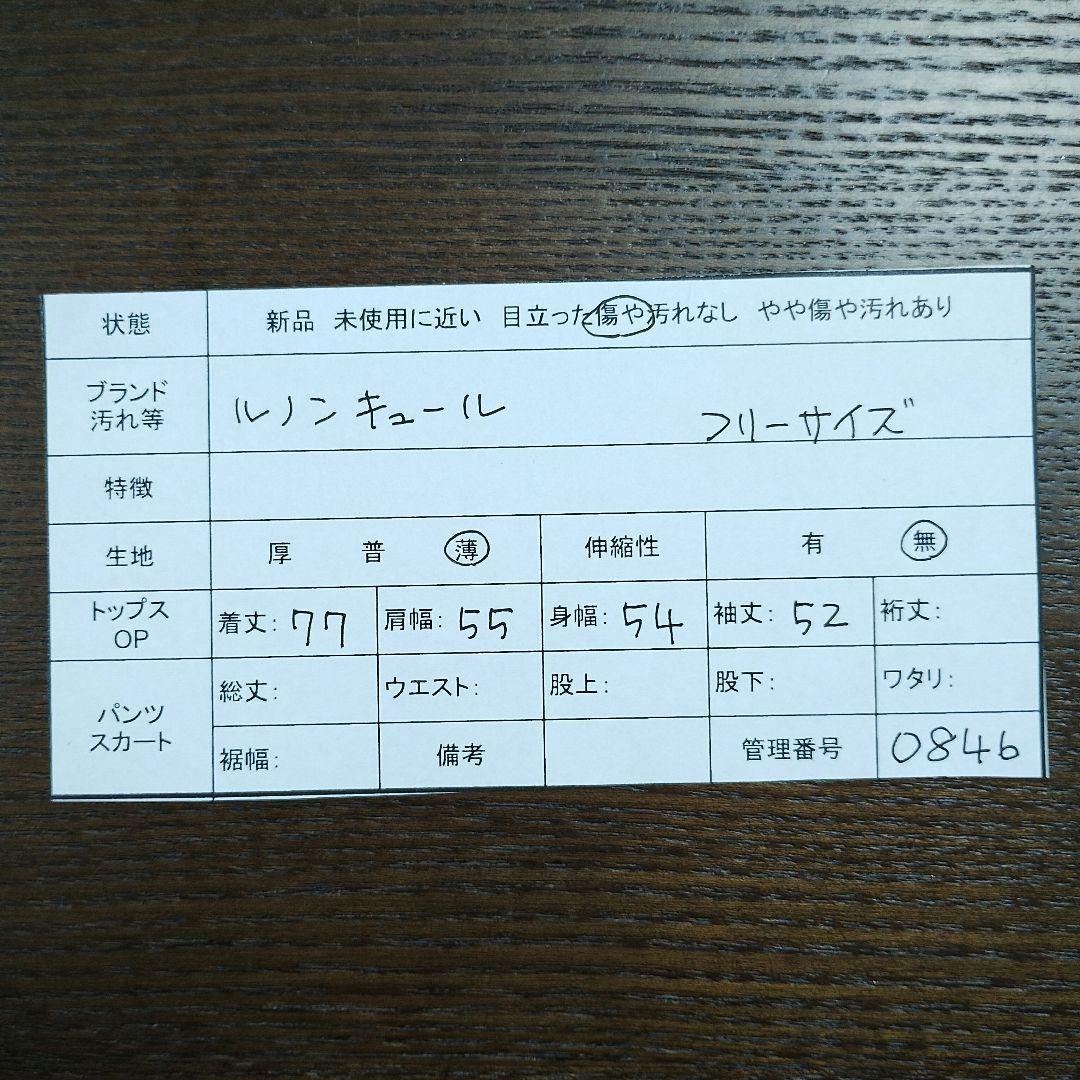 状態 新品 未使用に近い 目立った傷や汚れなし やや傷や汚れあり
ブランド
汚れ等
ルノンキュール フリーサイズ
特徴
生地 厚 普 薄 伸縮性 有 無
トップス
OP
着丈: 77 肩幅: 55 身幅: 54 袖丈: 52 裄丈:
パンツ
スカート
総丈: ウエスト: 股上: 股下: ワタリ:
裾幅: 備考 管理番号 0846